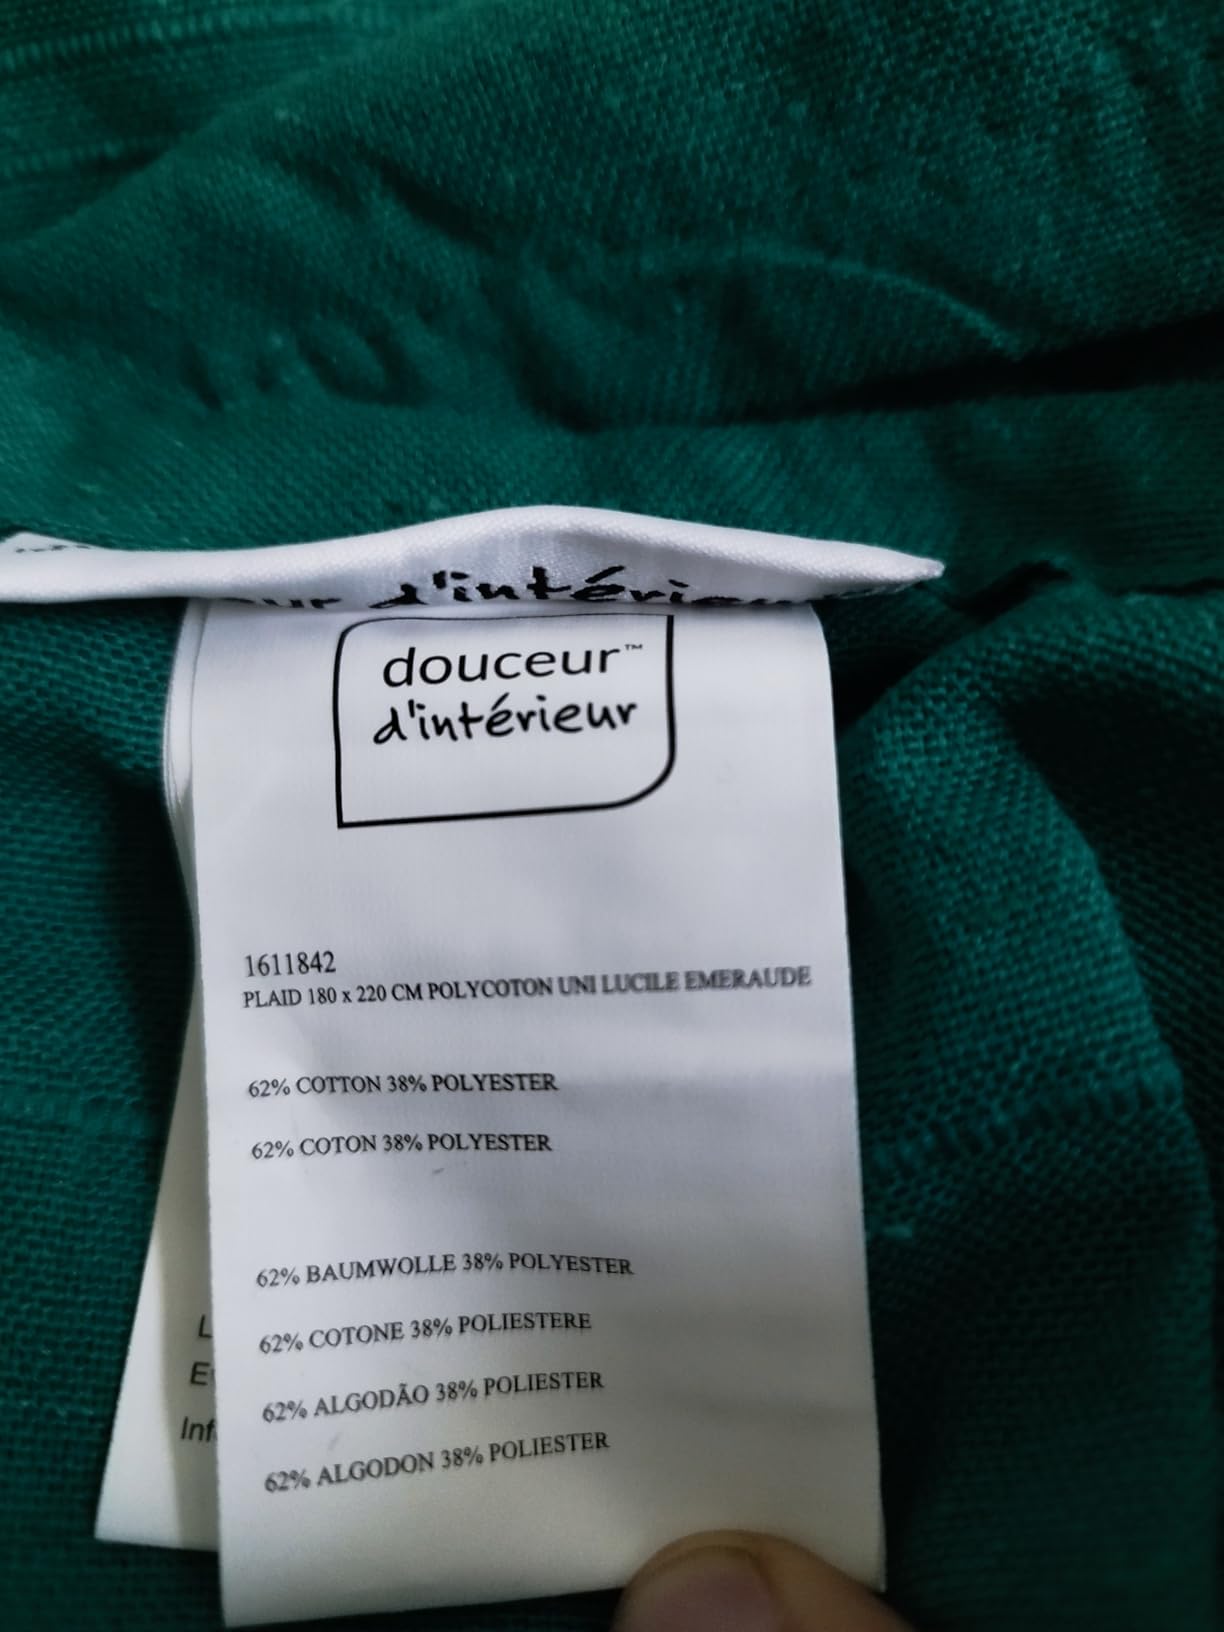 d'intérieur
douceur™
d'intérieur
1611842
PLAID 180 x 220 CM POLYCOTON UNI LUCILE EMERAUDE
62% COTTON 38% POLYESTER
62% COTON 38% POLYESTER
62% BAUMWOLLE 38% POLYESTER
62% COTONE 38% POLIESTERE
62% ALGODÃO 38% POLIESTER
62% ALGODON 38% POLIESTER